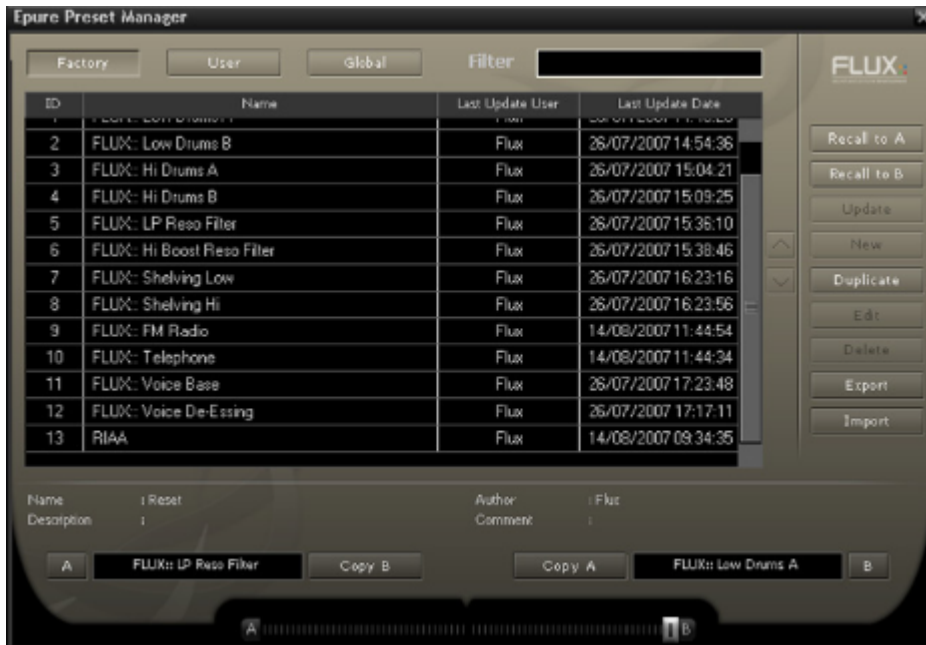 Epure Preset Manager
Factory User Global Filter
FLUX::
ID Name Last Update User Last Update Date
2 FLUX:: Low Drums B Flux 26/07/2007 14:54:36
3 FLUX:: Hi Drums A Flux 26/07/2007 15:04:21
4 FLUX:: Hi Drums B Flux 26/07/2007 15:09:25
5 FLUX:: LP Reso Filter Flux 26/07/2007 15:36:10
6 FLUX:: Hi Boost Reso Filter Flux 26/07/2007 15:38:46
7 FLUX:: Shelving Low Flux 26/07/2007 16:23:16
8 FLUX:: Shelving Hi Flux 26/07/2007 16:23:56
9 FLUX:: FM Radio Flux 14/08/2007 11:44:54
10 FLUX:: Telephone Flux 14/08/2007 11:44:34
11 FLUX:: Voice Base Flux 26/07/2007 17:23:48
12 FLUX:: Voice De-Essing Flux 26/07/2007 17:17:11
13 RIAA Flux 14/08/2007 09:34:35
Recall to A
Recall to B
Update
New
Duplicate
Edit
Delete
Export
Import
Name : Reset Author : Flux
Description : Comment :
A FLUX:: LP Reso Filter Copy B Copy A FLUX:: Low Drums A B
A B